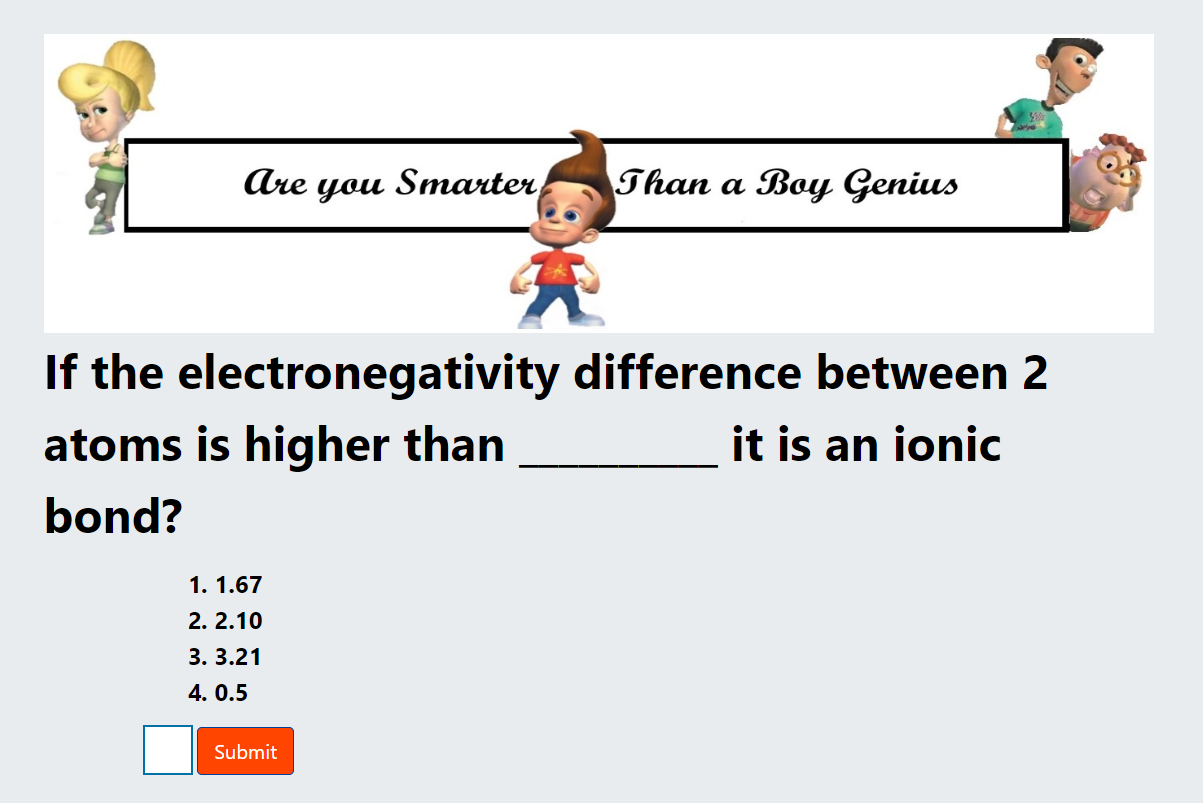 Are you Smarter Than a Boy Genius
If the electronegativity difference between 2
atoms is higher than __________ it is an ionic
bond?
1. 1.67
2. 2.10
3. 3.21
4. 0.5
Submit